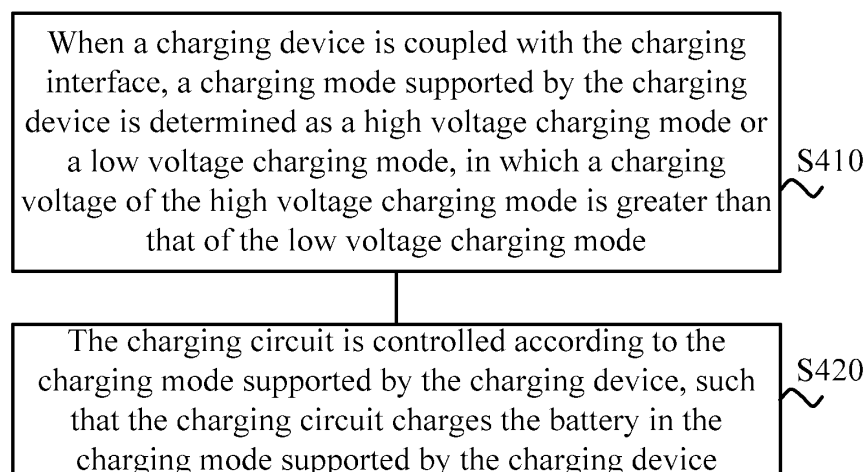 When a charging device is coupled with the charging
interface, a charging mode supported by the charging
device is determined as a high voltage charging mode or
a low voltage charging mode, in which a charging
voltage of the high voltage charging mode is greater than
that of the low voltage charging mode
S410
The charging circuit is controlled according to the
charging mode supported by the charging device, such
that the charging circuit charges the battery in the
charging mode supported by the charging device
S420